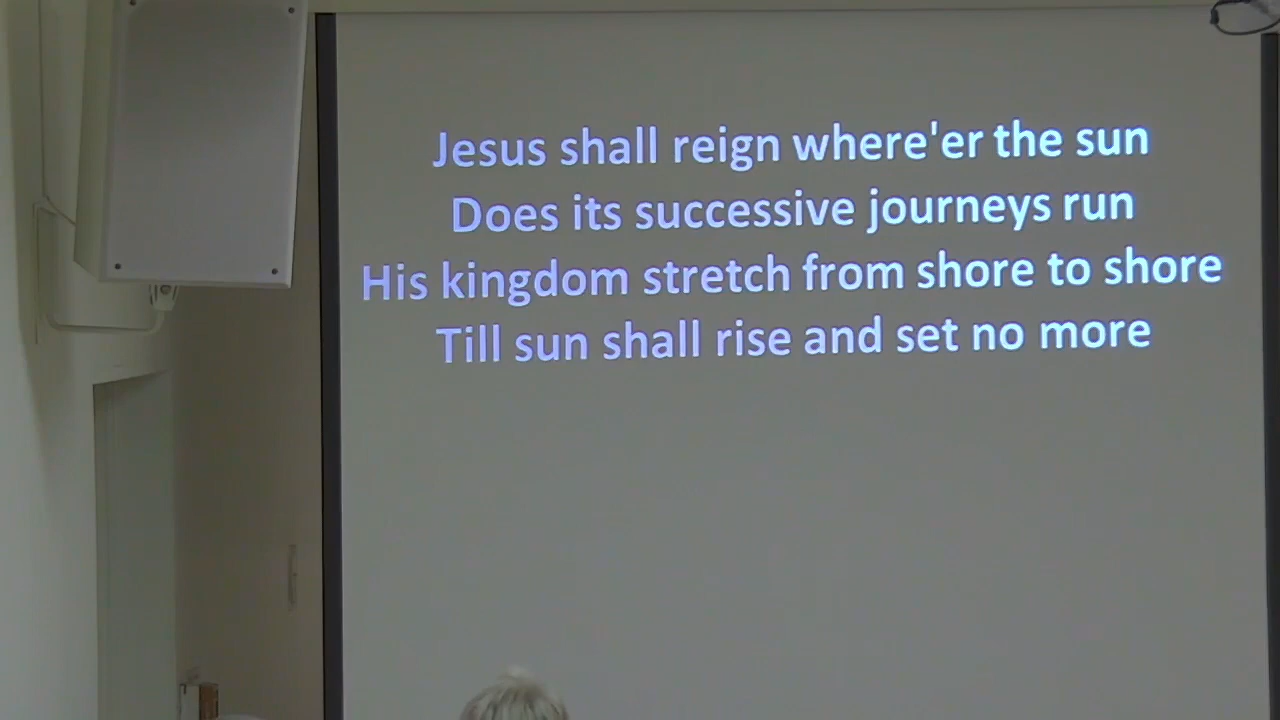 Jesus shall reign where'er the sun
Does its successive journeys run
His kingdom stretch from shore to shore
Till sun shall rise and set no more